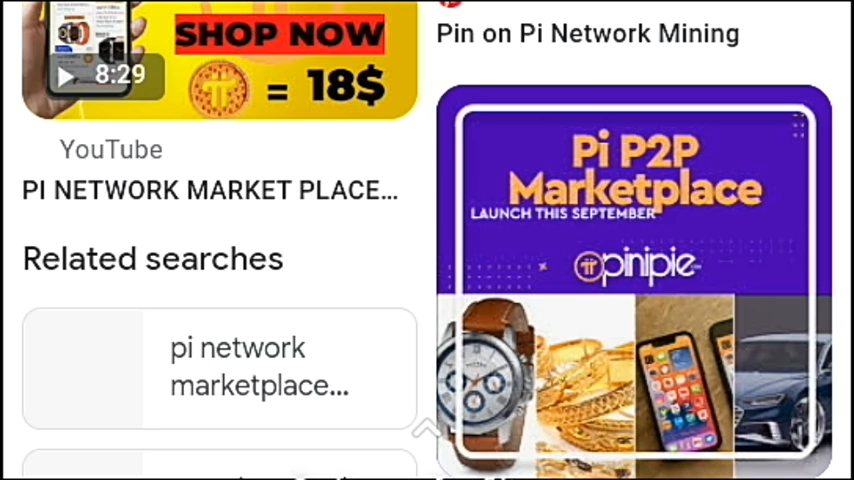 SHOP NOW
8:29
= 18$
YouTube
PI NETWORK MARKET PLACE...
Related searches
pi network
marketplace...
Pin on Pi Network Mining
Pi P2P
Marketplace
LAUNCH THIS SEPTEMBER
pinipie